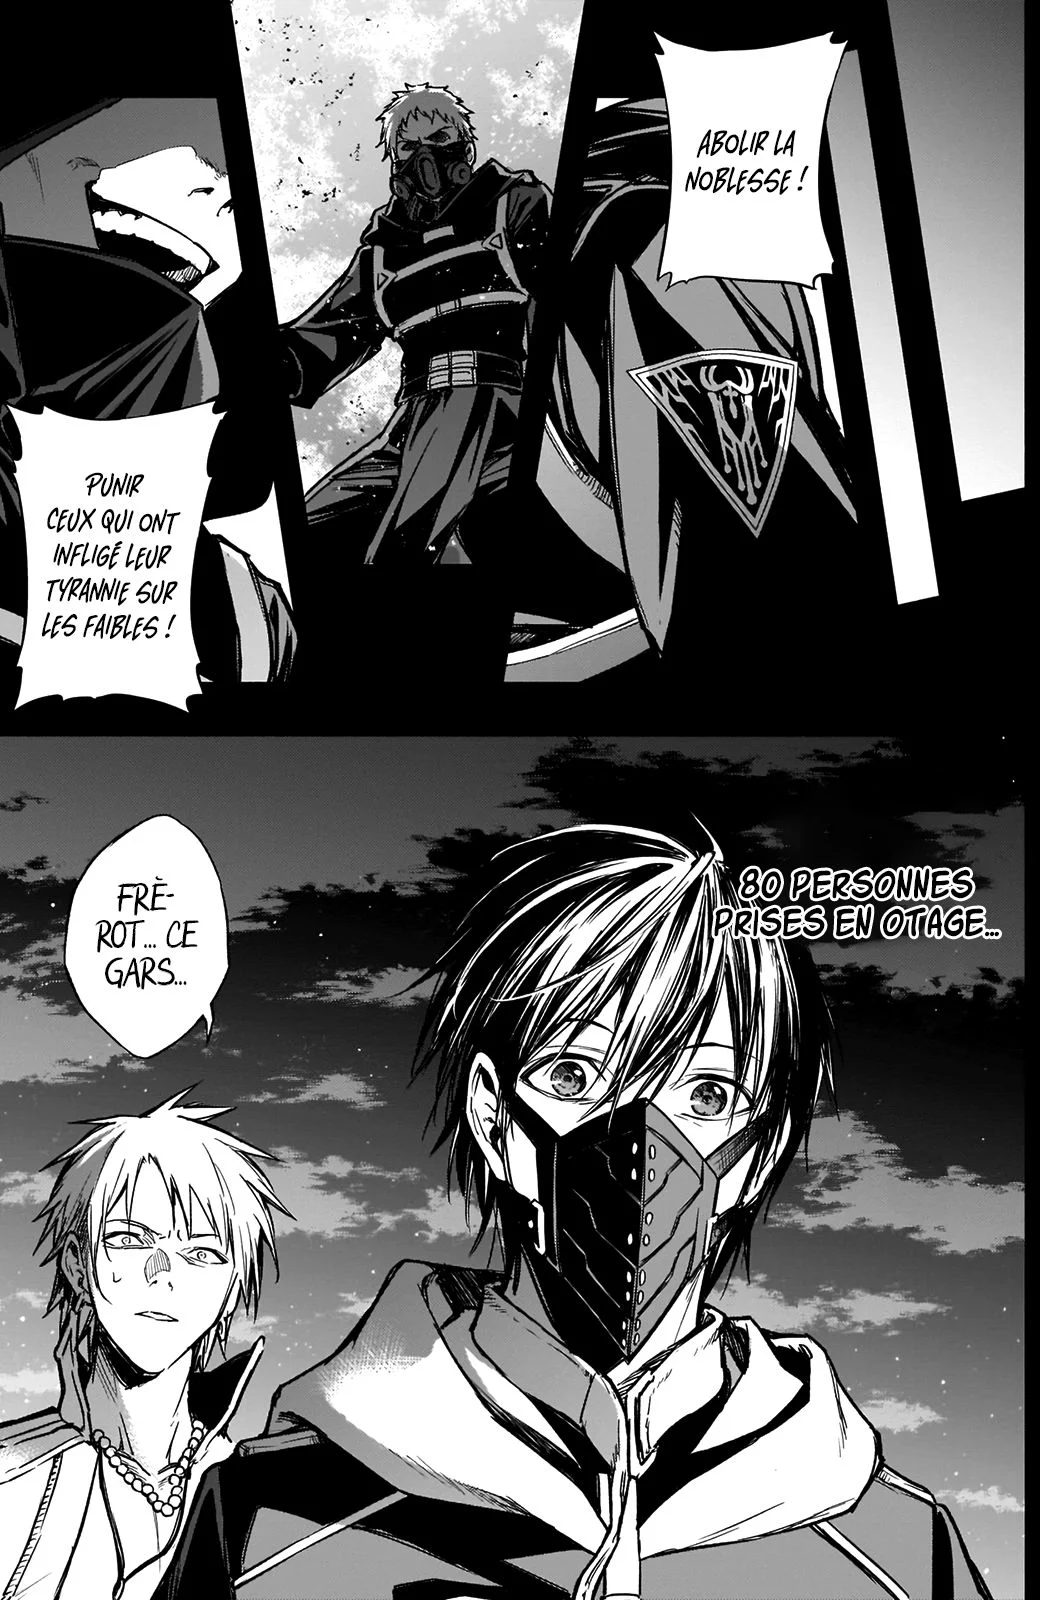 ABOLIR LA
NOBLESSE !
PUNIR
CEUX QUI ONT
INFLIGÉ LEUR
TYRANNIE SUR
LES FAIBLES !
80 PERSONNES
PRISES EN OTAGE...
FRÈ-
ROT... CE
GARS...